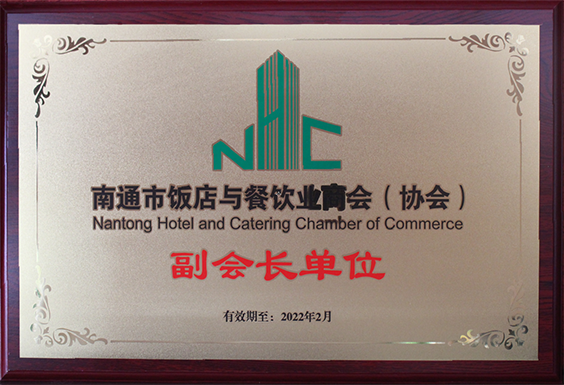 NHC
南通市饭店与餐饮业商会（协会）
Nantong Hotel and Catering Chamber of Commerce
副会长单位
有效期至：2022年2月